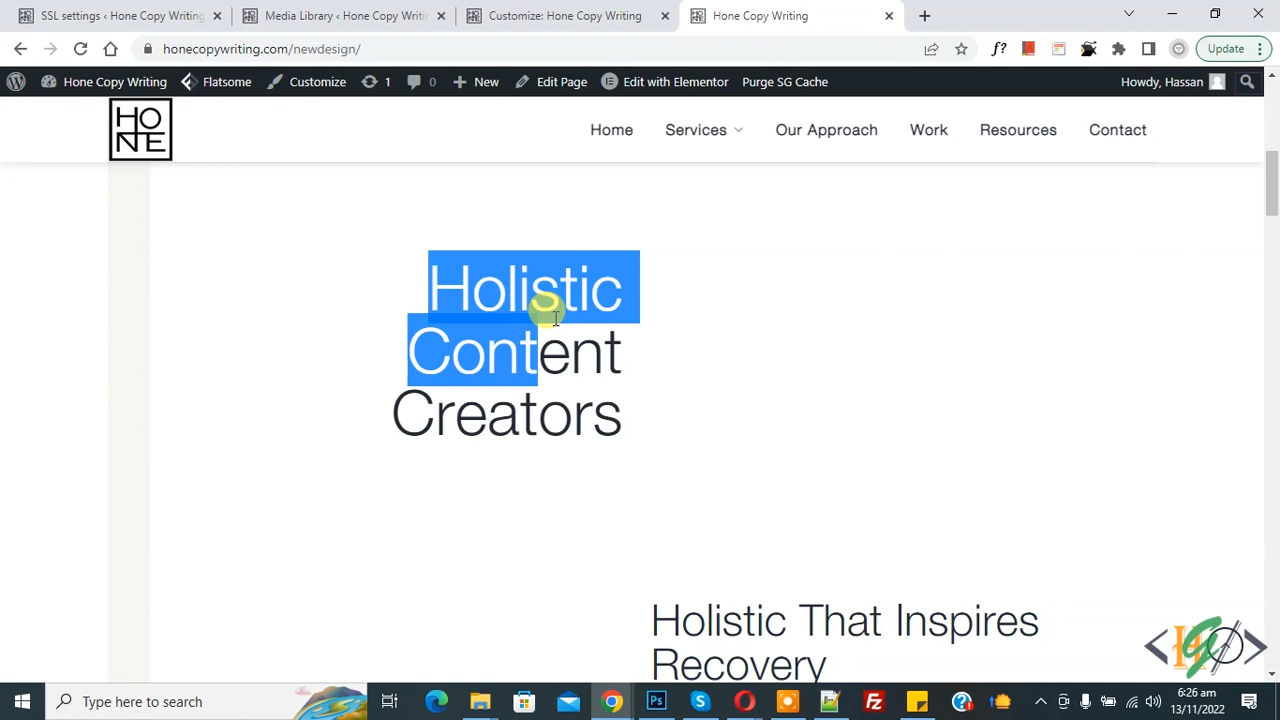 SSL settings ‹ Hone Copy Writing
Media Library ‹ Hone Copy Writing
Customize: Hone Copy Writing
Hone Copy Writing
honecopywriting.com/newdesign/
f?
Update
Hone Copy Writing
Flatsome
Customize
1
0
New
Edit Page
Edit with Elementor
Purge SG Cache
Howdy, Hassan
HO
NE
Home
Services
Our Approach
Work
Resources
Contact
Holistic
Content
Creators
Holistic That Inspires
Recovery
Type here to search
6:26 am
13/11/2022